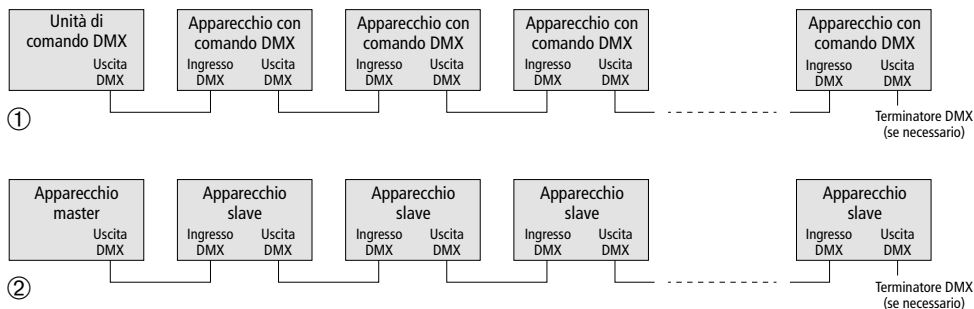 Unità di
comando DMX
Uscita
DMX
Apparecchio con
comando DMX
Ingresso Uscita
DMX DMX
Apparecchio con
comando DMX
Ingresso Uscita
DMX DMX
Apparecchio con
comando DMX
Ingresso Uscita
DMX DMX
Apparecchio con
comando DMX
Ingresso Uscita
DMX DMX
①
Terminatore DMX
(se necessario)
Apparecchio
master
Uscita
DMX
Apparecchio
slave
Ingresso Uscita
DMX DMX
Apparecchio
slave
Ingresso Uscita
DMX DMX
Apparecchio
slave
Ingresso Uscita
DMX DMX
Apparecchio
slave
Ingresso Uscita
DMX DMX
②
Terminatore DMX
(se necessario)